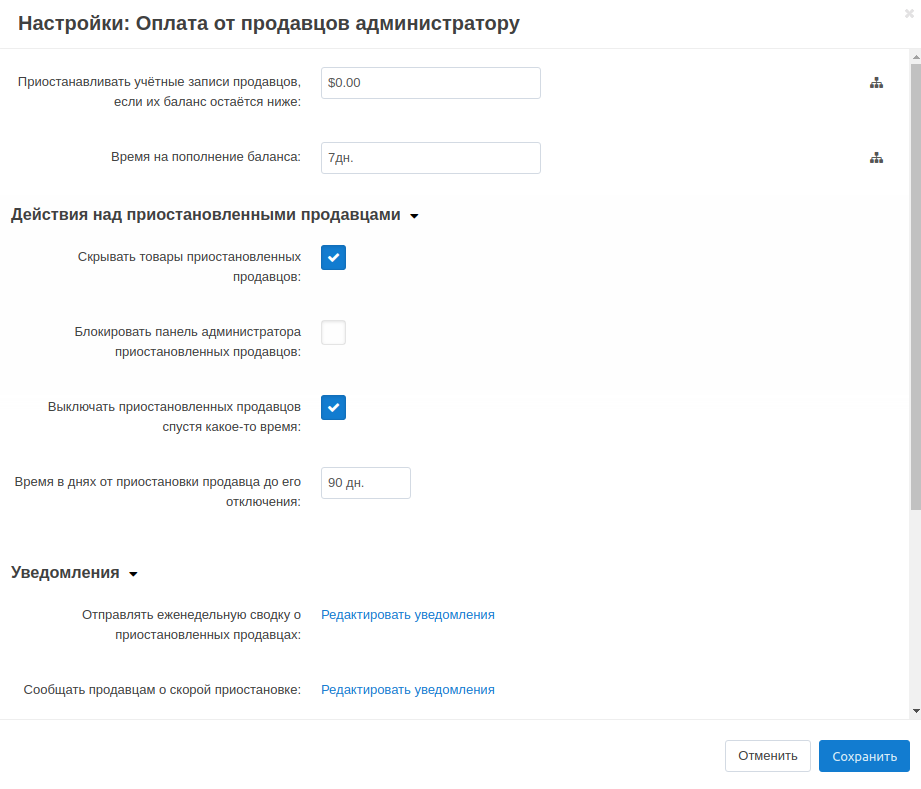 Настройки: Оплата от продавцов администратору
Приостанавливать учётные записи продавцов,
если их баланс остаётся ниже:
$0.00
Время на пополнение баланса:
7дн.
Действия над приостановленными продавцами
Скрывать товары приостановленных
продавцов:
Блокировать панель администратора
приостановленных продавцов:
Выключать приостановленных продавцов
спустя какое-то время:
Время в днях от приостановки продавца до его
отключения:
90 дн.
Уведомления
Отправлять еженедельную сводку о
приостановленных продавцах:
Редактировать уведомления
Сообщать продавцам о скорой приостановке:
Редактировать уведомления
Отменить
Сохранить